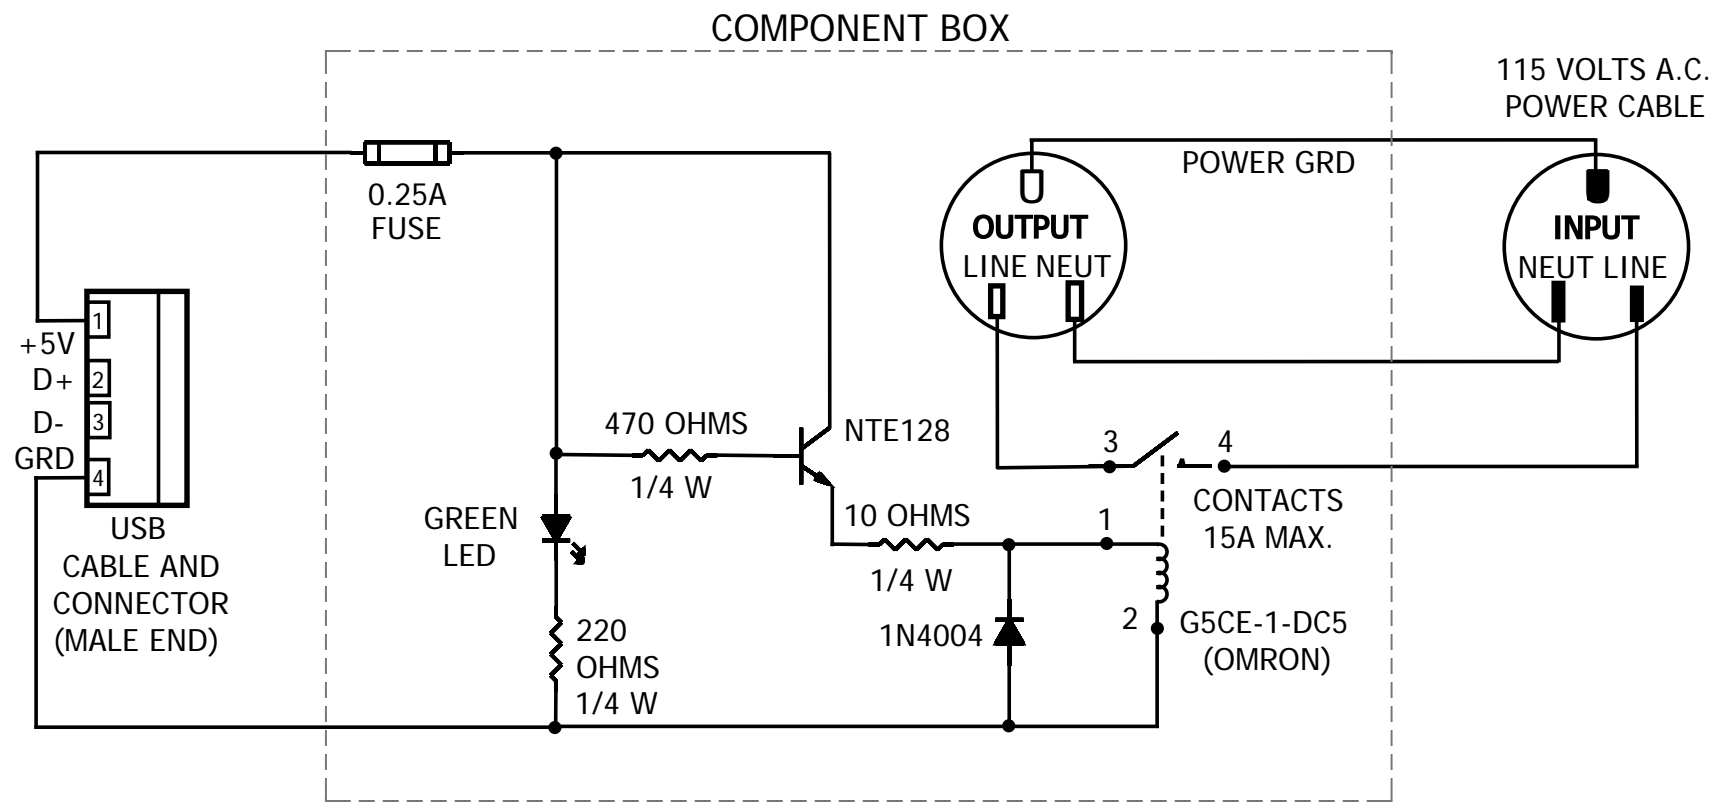 COMPONENT BOX
115 VOLTS A.C.
POWER CABLE
POWER GRD
0.25A
FUSE
OUTPUT
LINE NEUT
INPUT
NEUT LINE
1
+5V
D+
2
D-
3
GRD
4
USB
CABLE AND
CONNECTOR
(MALE END)
470 OHMS
1/4 W
NTE128
GREEN
LED
10 OHMS
1/4 W
220
OHMS
1/4 W
1N4004
3
4
CONTACTS
15A MAX.
1
2
G5CE-1-DC5
(OMRON)